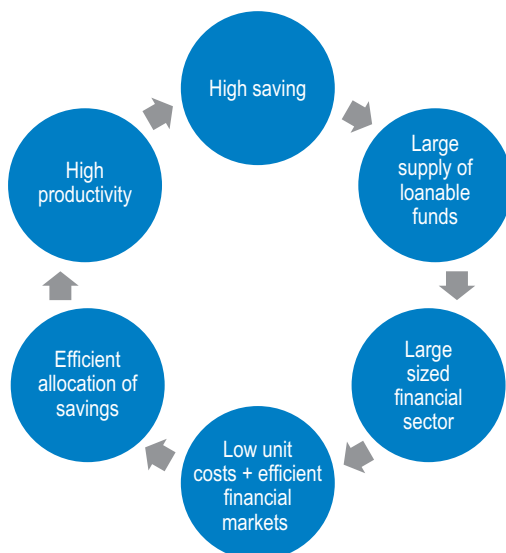 High saving
Large
supply of
loanable
funds
Large
sized
financial
sector
Low unit
costs + efficient
financial
markets
Efficient
allocation of
savings
High
productivity